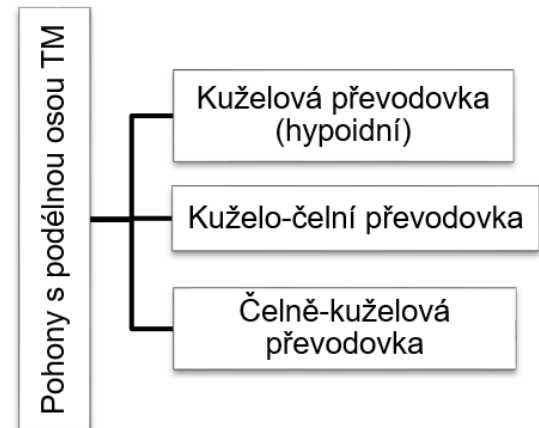 Pohony s podélnou osou TM
Kuželová převodovka
(hypoidní)
Kuželo-čelní převodovka
Čelně-kuželová
převodovka